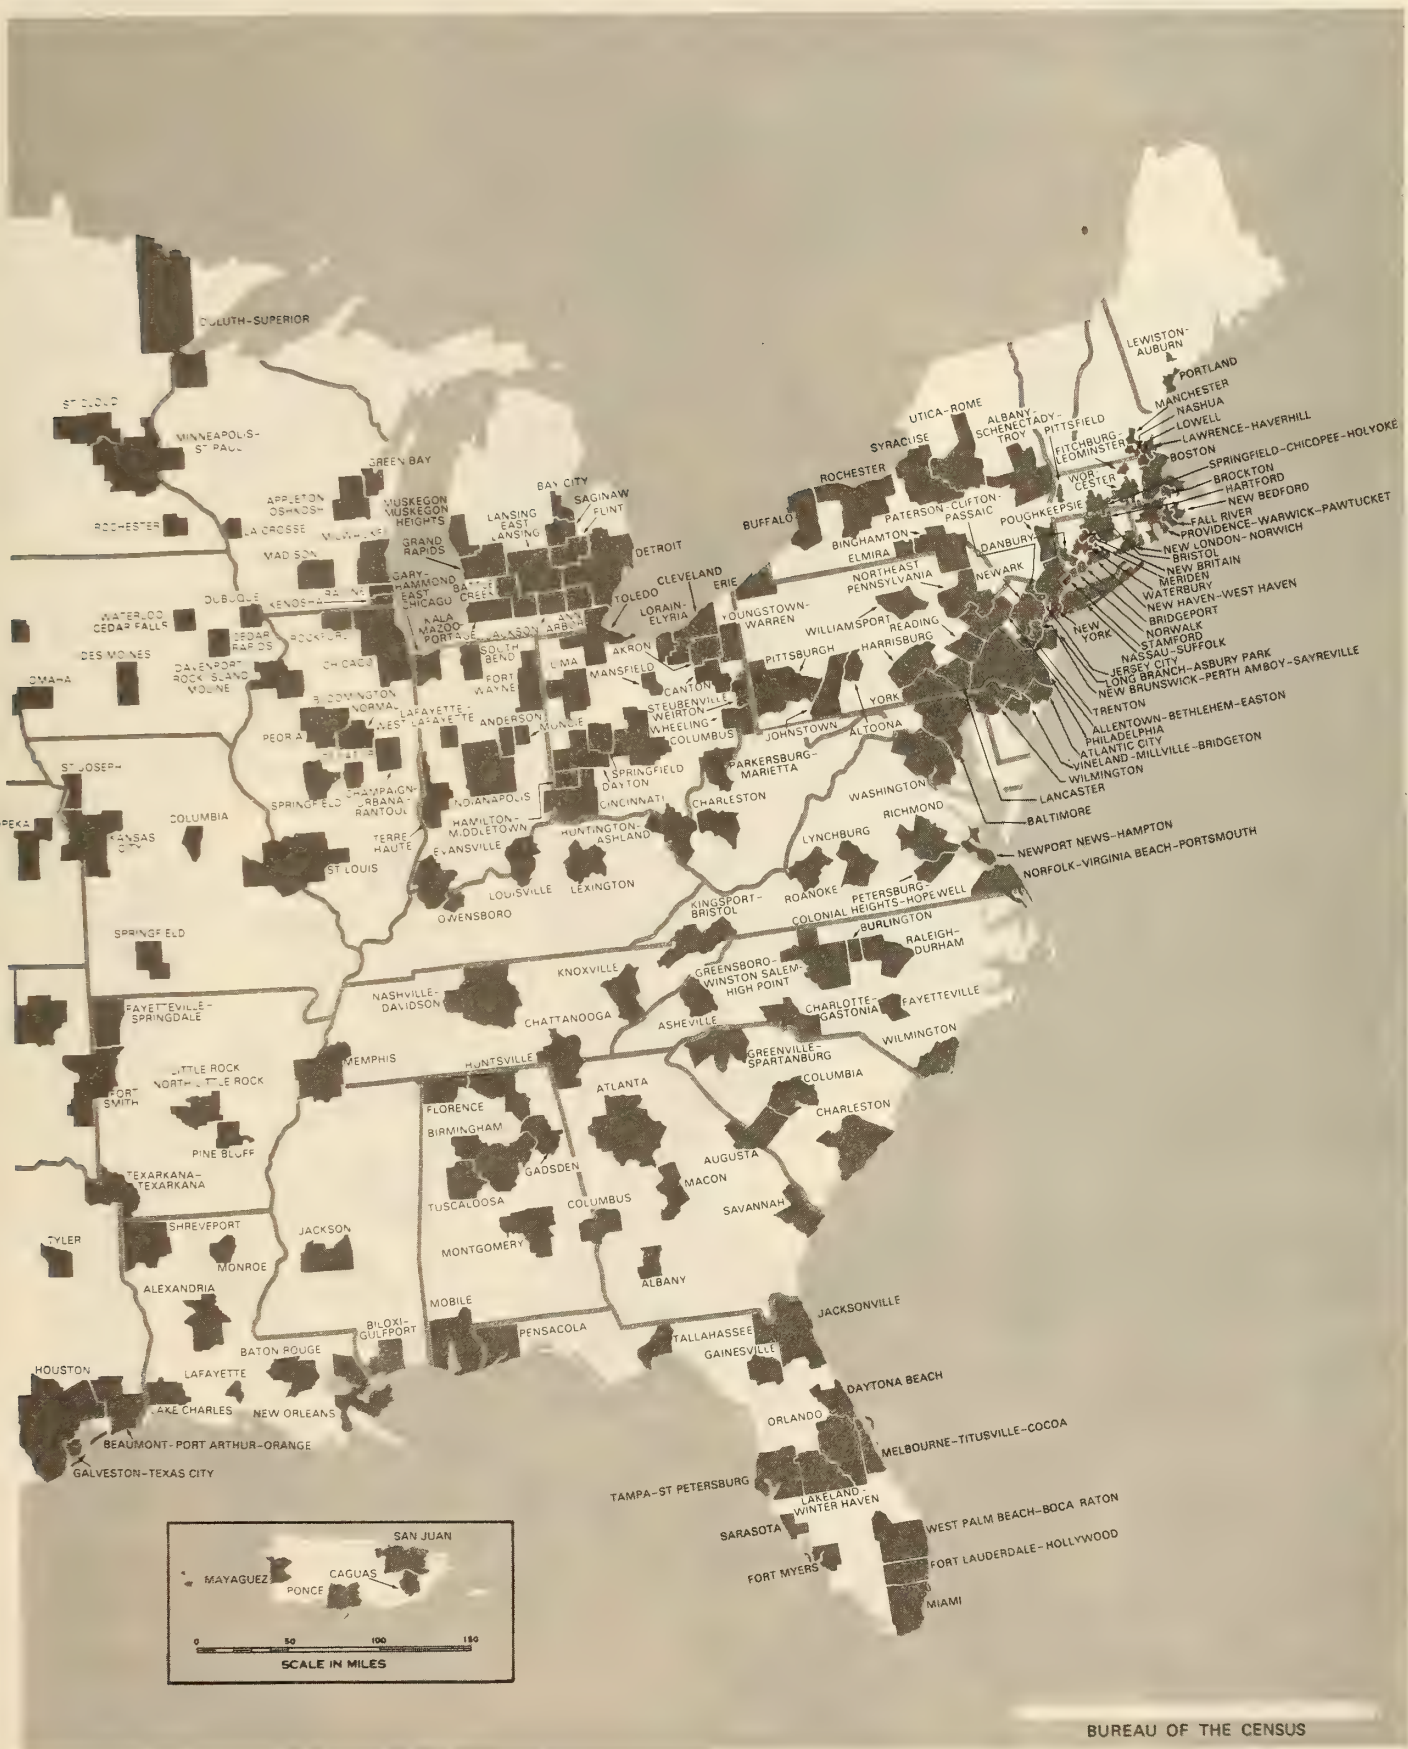 DULUTH-SUPERIOR
ST CLOUD
MINNEAPOLIS-
ST PAUL
GREEN BAY
APPLETON
OSHKOSH
ROCHESTER
LA CROSSE
MILWAUKEE
MADISON
MUSKEGON
MUSKEGON
HEIGHTS
GRAND
RAPIDS
LANSING
EAST
LANSING
BAY CITY
SAGINAW
FLINT
DETROIT
GARY-
HAMMOND
EAST
CHICAGO
BATTLE
CREEK
KALA
MAZOO
PORTAGE
JACKSON
ANN
ARBOR
TOLEDO
WATERLOO
CEDAR FALLS
DUBUQUE
KENOSHA
CEDAR
RAPIDS
ROCKFORD
DES MOINES
DAVENPORT
ROCK ISLAND
MOLINE
CHICAGO
OMAHA
SOUTH
BEND
FORT
WAYNE
LIMA
BLOOMINGTON
NORMAL
PEORIA
LAFAYETTE-
WEST LAFAYETTE
ANDERSON
MUNCIE
SPRINGFIELD
CHAMPAIGN-
URBANA-
RANTOUL
INDIANAPOLIS
SPRINGFIELD
DAYTON
HAMILTON-
MIDDLETOWN
CINCINNATI
TERRE
HAUTE
ST JOSEPH
KANSAS
CITY
COLUMBIA
ST LOUIS
EVANSVILLE
LOUISVILLE
LEXINGTON
OWENSBORO
HUNTINGTON-
ASHLAND
CHARLESTON
PARKERSBURG-
MARIETTA
CLEVELAND
LORAIN-
ELYRIA
AKRON
MANSFIELD
CANTON
STEUBENVILLE
WEIRTON
WHEELING
COLUMBUS
ERIE
YOUNGSTOWN-
WARREN
PITTSBURGH
JOHNSTOWN
ALTOONA
WILLIAMSPORT
READING
HARRISBURG
YORK
BUFFALO
ROCHESTER
SYRACUSE
UTICA-ROME
ALBANY-
SCHENECTADY-
TROY
PITTSFIELD
FITCHBURG-
LEOMINSTER
WOR-
CESTER
PATERSON-CLIFTON-
PASSAIC
POUGHKEEPSIE
BINGHAMTON
ELMIRA
DANBURY
NORTHEAST
PENNSYLVANIA
NEWARK
LEWISTON-
AUBURN
PORTLAND
MANCHESTER
NASHUA
LOWELL
LAWRENCE-HAVERHILL
BOSTON
SPRINGFIELD-CHICOPEE-HOLYOKE
BROCKTON
HARTFORD
NEW BEDFORD
FALL RIVER
PROVIDENCE-WARWICK-PAWTUCKET
NEW LONDON-NORWICH
BRISTOL
NEW BRITAIN
MERIDEN
WATERBURY
NEW HAVEN-WEST HAVEN
BRIDGEPORT
NORWALK
STAMFORD
NEW
YORK
NASSAU-SUFFOLK
JERSEY CITY
LONG BRANCH-ASBURY PARK
NEW BRUNSWICK-PERTH AMBOY-SAYREVILLE
TRENTON
ALLENTOWN-BETHLEHEM-EASTON
PHILADELPHIA
ATLANTIC CITY
VINELAND-MILLVILLE-BRIDGETON
WILMINGTON
LANCASTER
BALTIMORE
WASHINGTON
RICHMOND
LYNCHBURG
ROANOKE
NEWPORT NEWS-HAMPTON
NORFOLK-VIRGINIA BEACH-PORTSMOUTH
PETERSBURG-
COLONIAL HEIGHTS-HOPEWELL
KINGSPORT-
BRISTOL
BURLINGTON
RALEIGH-
DURHAM
GREENSBORO-
WINSTON SALEM-
HIGH POINT
SPRINGFIELD
KNOXVILLE
NASHVILLE-
DAVIDSON
CHATTANOOGA
ASHEVILLE
CHARLOTTE-
GASTONIA
FAYETTEVILLE
WILMINGTON
GREENVILLE-
SPARTANBURG
FAYETTEVILLE-
SPRINGDALE
MEMPHIS
HUNTSVILLE
FORT
SMITH
LITTLE ROCK
NORTH LITTLE ROCK
PINE BLUFF
FLORENCE
BIRMINGHAM
GADSDEN
TUSCALOOSA
ATLANTA
COLUMBIA
CHARLESTON
AUGUSTA
MACON
SAVANNAH
COLUMBUS
MONTGOMERY
ALBANY
TEXARKANA-
TEXARKANA
SHREVEPORT
MONROE
JACKSON
TYLER
ALEXANDRIA
MOBILE
BILOXI-
GULFPORT
PENSACOLA
BATON ROUGE
HOUSTON
LAFAYETTE
LAKE CHARLES
NEW ORLEANS
BEAUMONT-PORT ARTHUR-ORANGE
GALVESTON-TEXAS CITY
TALLAHASSEE
JACKSONVILLE
GAINESVILLE
DAYTONA BEACH
ORLANDO
MELBOURNE-TITUSVILLE-COCOA
TAMPA-ST PETERSBURG
LAKELAND-
WINTER HAVEN
SARASOTA
WEST PALM BEACH-BOCA RATON
FORT MYERS
FORT LAUDERDALE-HOLLYWOOD
MIAMI
SAN JUAN
MAYAGUEZ
CAGUAS
PONCE
0 50 100 150
SCALE IN MILES
BUREAU OF THE CENSUS